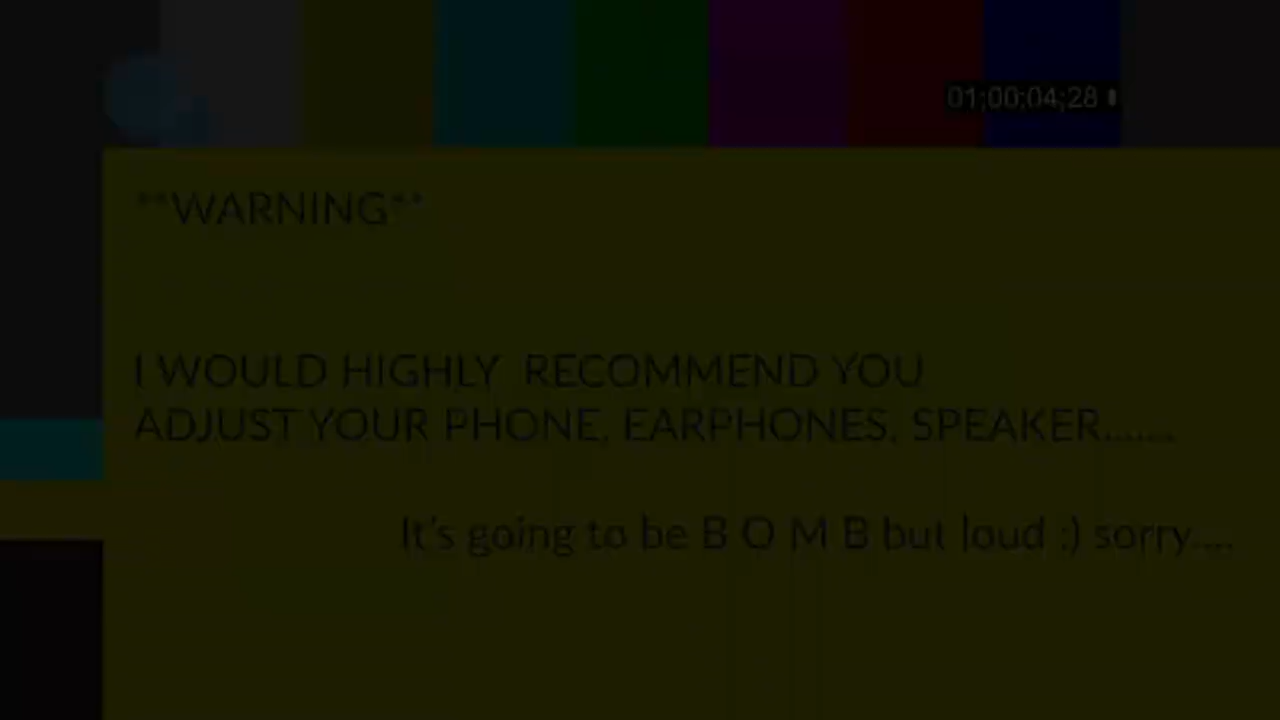 01;00;04;28
**WARNING**
I WOULD HIGHLY RECOMMEND YOU
ADJUST YOUR PHONE, EARPHONES, SPEAKER.......
It's going to be B O M B but loud :) sorry....